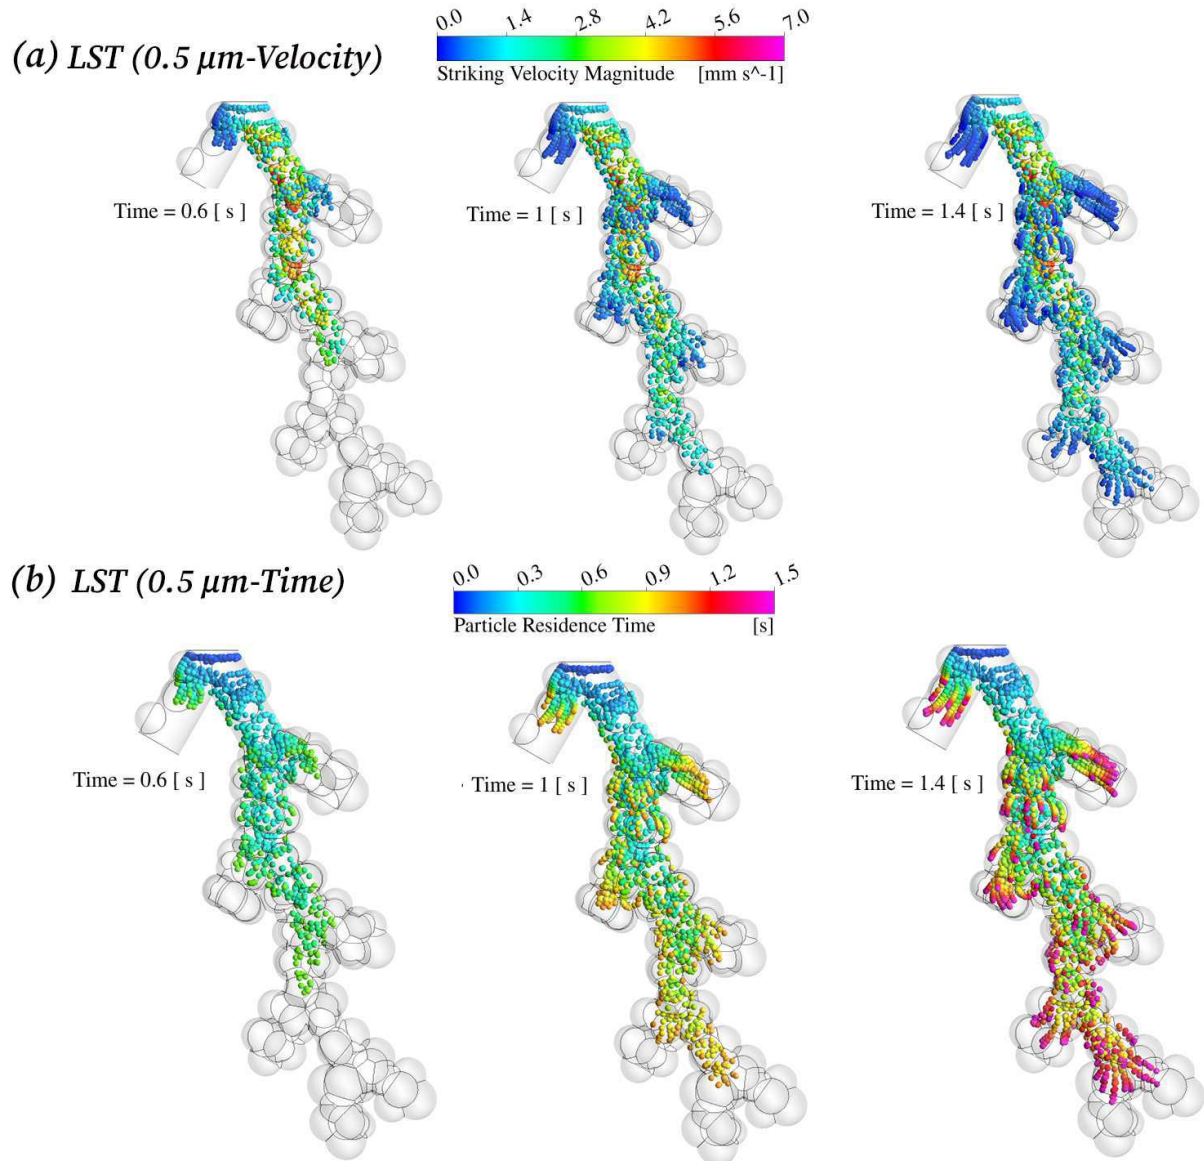 (a) LST (0.5 μm-Velocity)
0.0 1.4 2.8 4.2 5.6 7.0
Striking Velocity Magnitude [mm s^-1]
Time = 0.6 [ s ]
Time = 1 [ s ]
Time = 1.4 [ s ]
(b) LST (0.5 μm-Time)
0.0 0.3 0.6 0.9 1.2 1.5
Particle Residence Time [s]
Time = 0.6 [ s ]
Time = 1 [ s ]
Time = 1.4 [ s ]